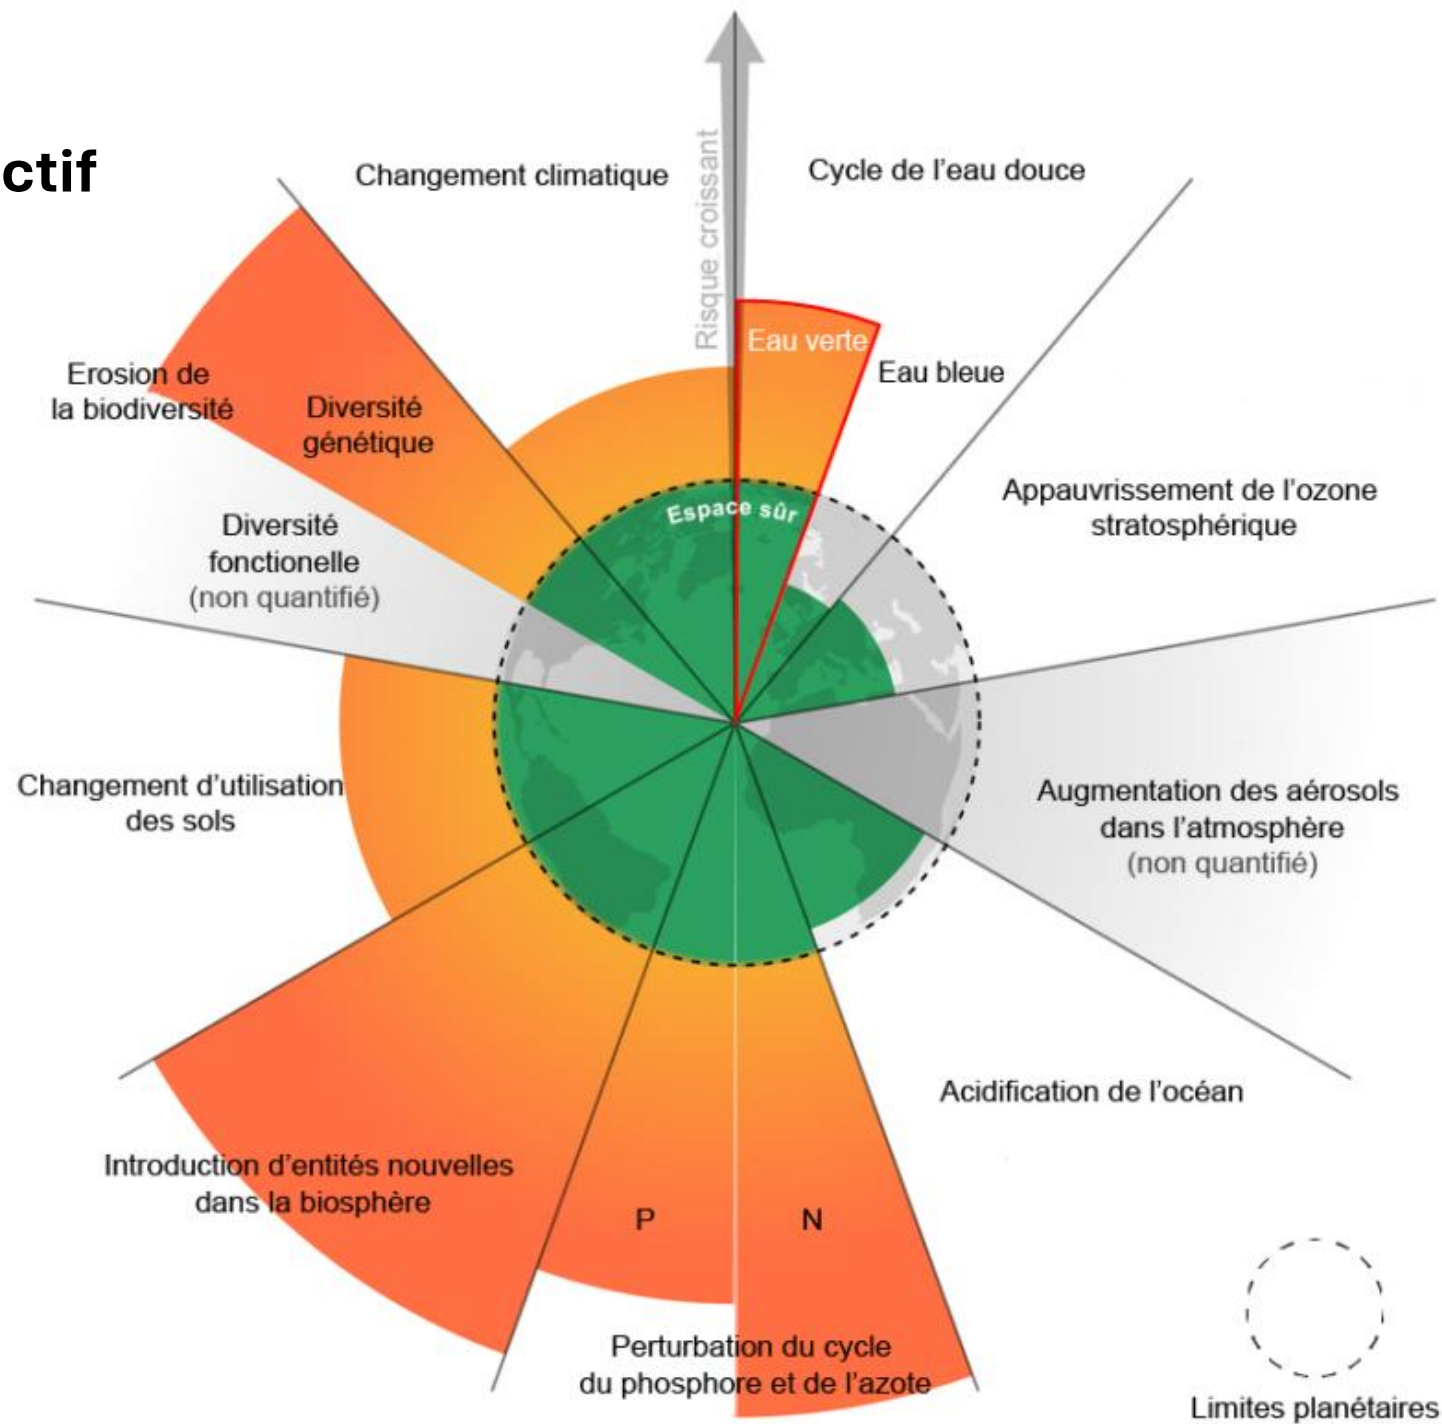 ctif
Changement climatique
Cycle de l'eau douce
Risque croissant
Eau verte
Eau bleue
Erosion de
la biodiversité
Diversité
génétique
Appauvrissement de l'ozone
stratosphérique
Espace sûr
Diversité
fonctionelle
(non quantifié)
Changement d'utilisation
des sols
Augmentation des aérosols
dans l'atmosphère
(non quantifié)
Acidification de l'océan
Introduction d'entités nouvelles
dans la biosphère
P
N
Perturbation du cycle
du phosphore et de l'azote
Limites planétaires